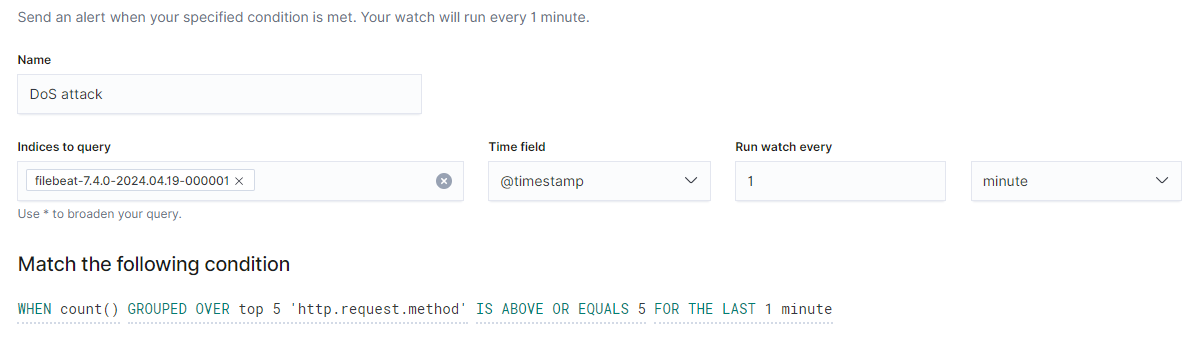 Send an alert when your specified condition is met. Your watch will run every 1 minute.
Name
DoS attack
Indices to query
Time field
Run watch every
filebeat-7.4.0-2024.04.19-000001 ×
@timestamp
1
minute
Use * to broaden your query.
Match the following condition
WHEN count() GROUPED OVER top 5 'http.request.method' IS ABOVE OR EQUALS 5 FOR THE LAST 1 minute